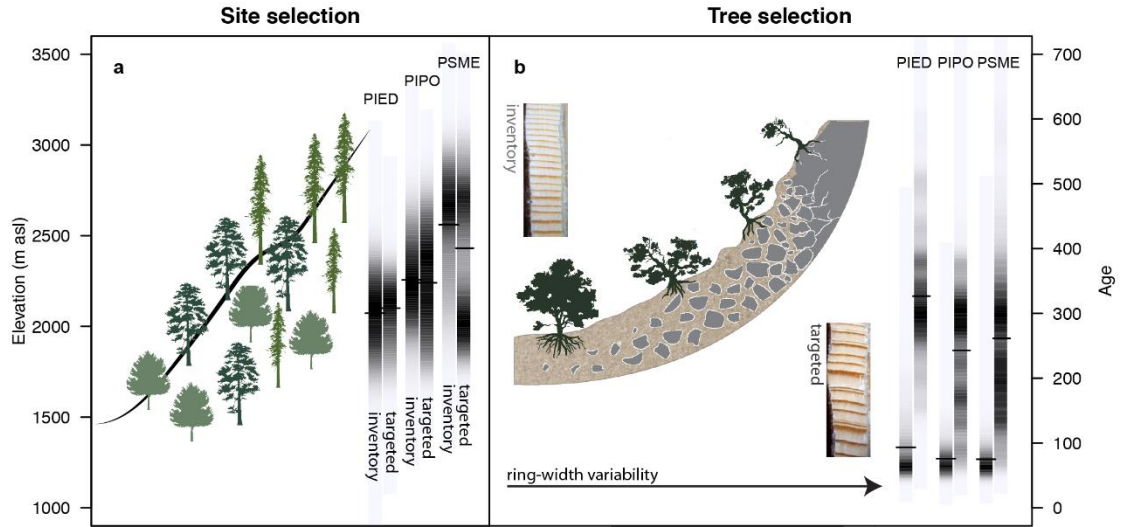 Site selection
Tree selection
a
PIED
PIPO
PSME
3500
3000
2500
2000
1500
1000
Elevation (m asl)
inventory
targeted
inventory
targeted
inventory
targeted
b
PIED PIPO PSME
inventory
targeted
ring-width variability
700
600
500
400
300
200
100
0
Age